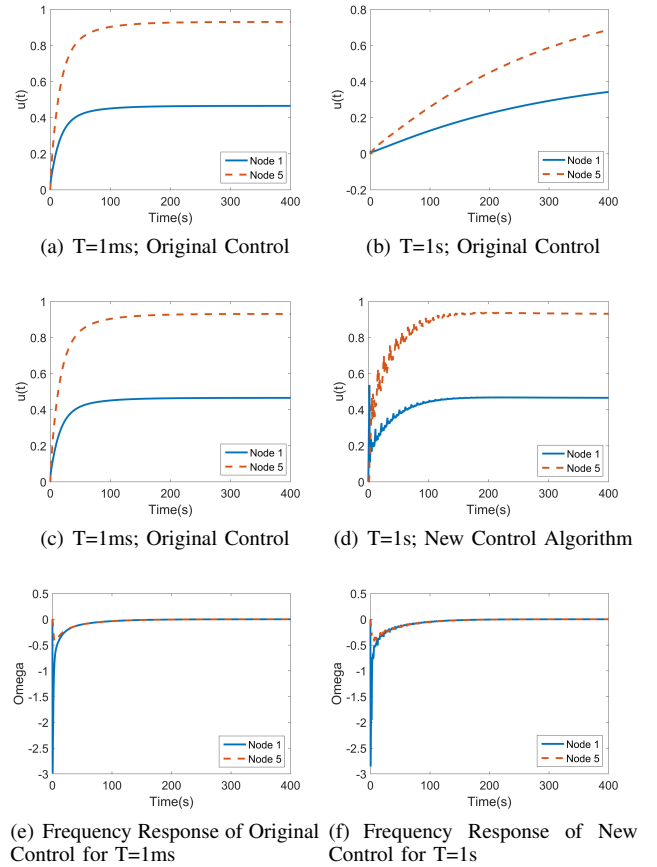 1
0.8
0.6
0.4
0.2
0
u(t)
0 100 200 300 400
Time(s)
Node 1
Node 5
(a) T=1ms; Original Control
0.8
0.6
0.4
0.2
0
-0.2
u(t)
0 100 200 300 400
Time(s)
Node 1
Node 5
(b) T=1s; Original Control
1
0.8
0.6
0.4
0.2
0
u(t)
0 100 200 300 400
Time(s)
Node 1
Node 5
(c) T=1ms; Original Control
1
0.8
0.6
0.4
0.2
0
u(t)
0 100 200 300 400
Time(s)
Node 1
Node 5
(d) T=1s; New Control Algorithm
0.5
0
-0.5
-1
-1.5
-2
-2.5
-3
Omega
0 100 200 300 400
Time(s)
Node 1
Node 5
(e) Frequency Response of Original
Control for T=1ms
0.5
0
-0.5
-1
-1.5
-2
-2.5
-3
Omega
0 100 200 300 400
Time(s)
Node 1
Node 5
(f) Frequency Response of New
Control for T=1s